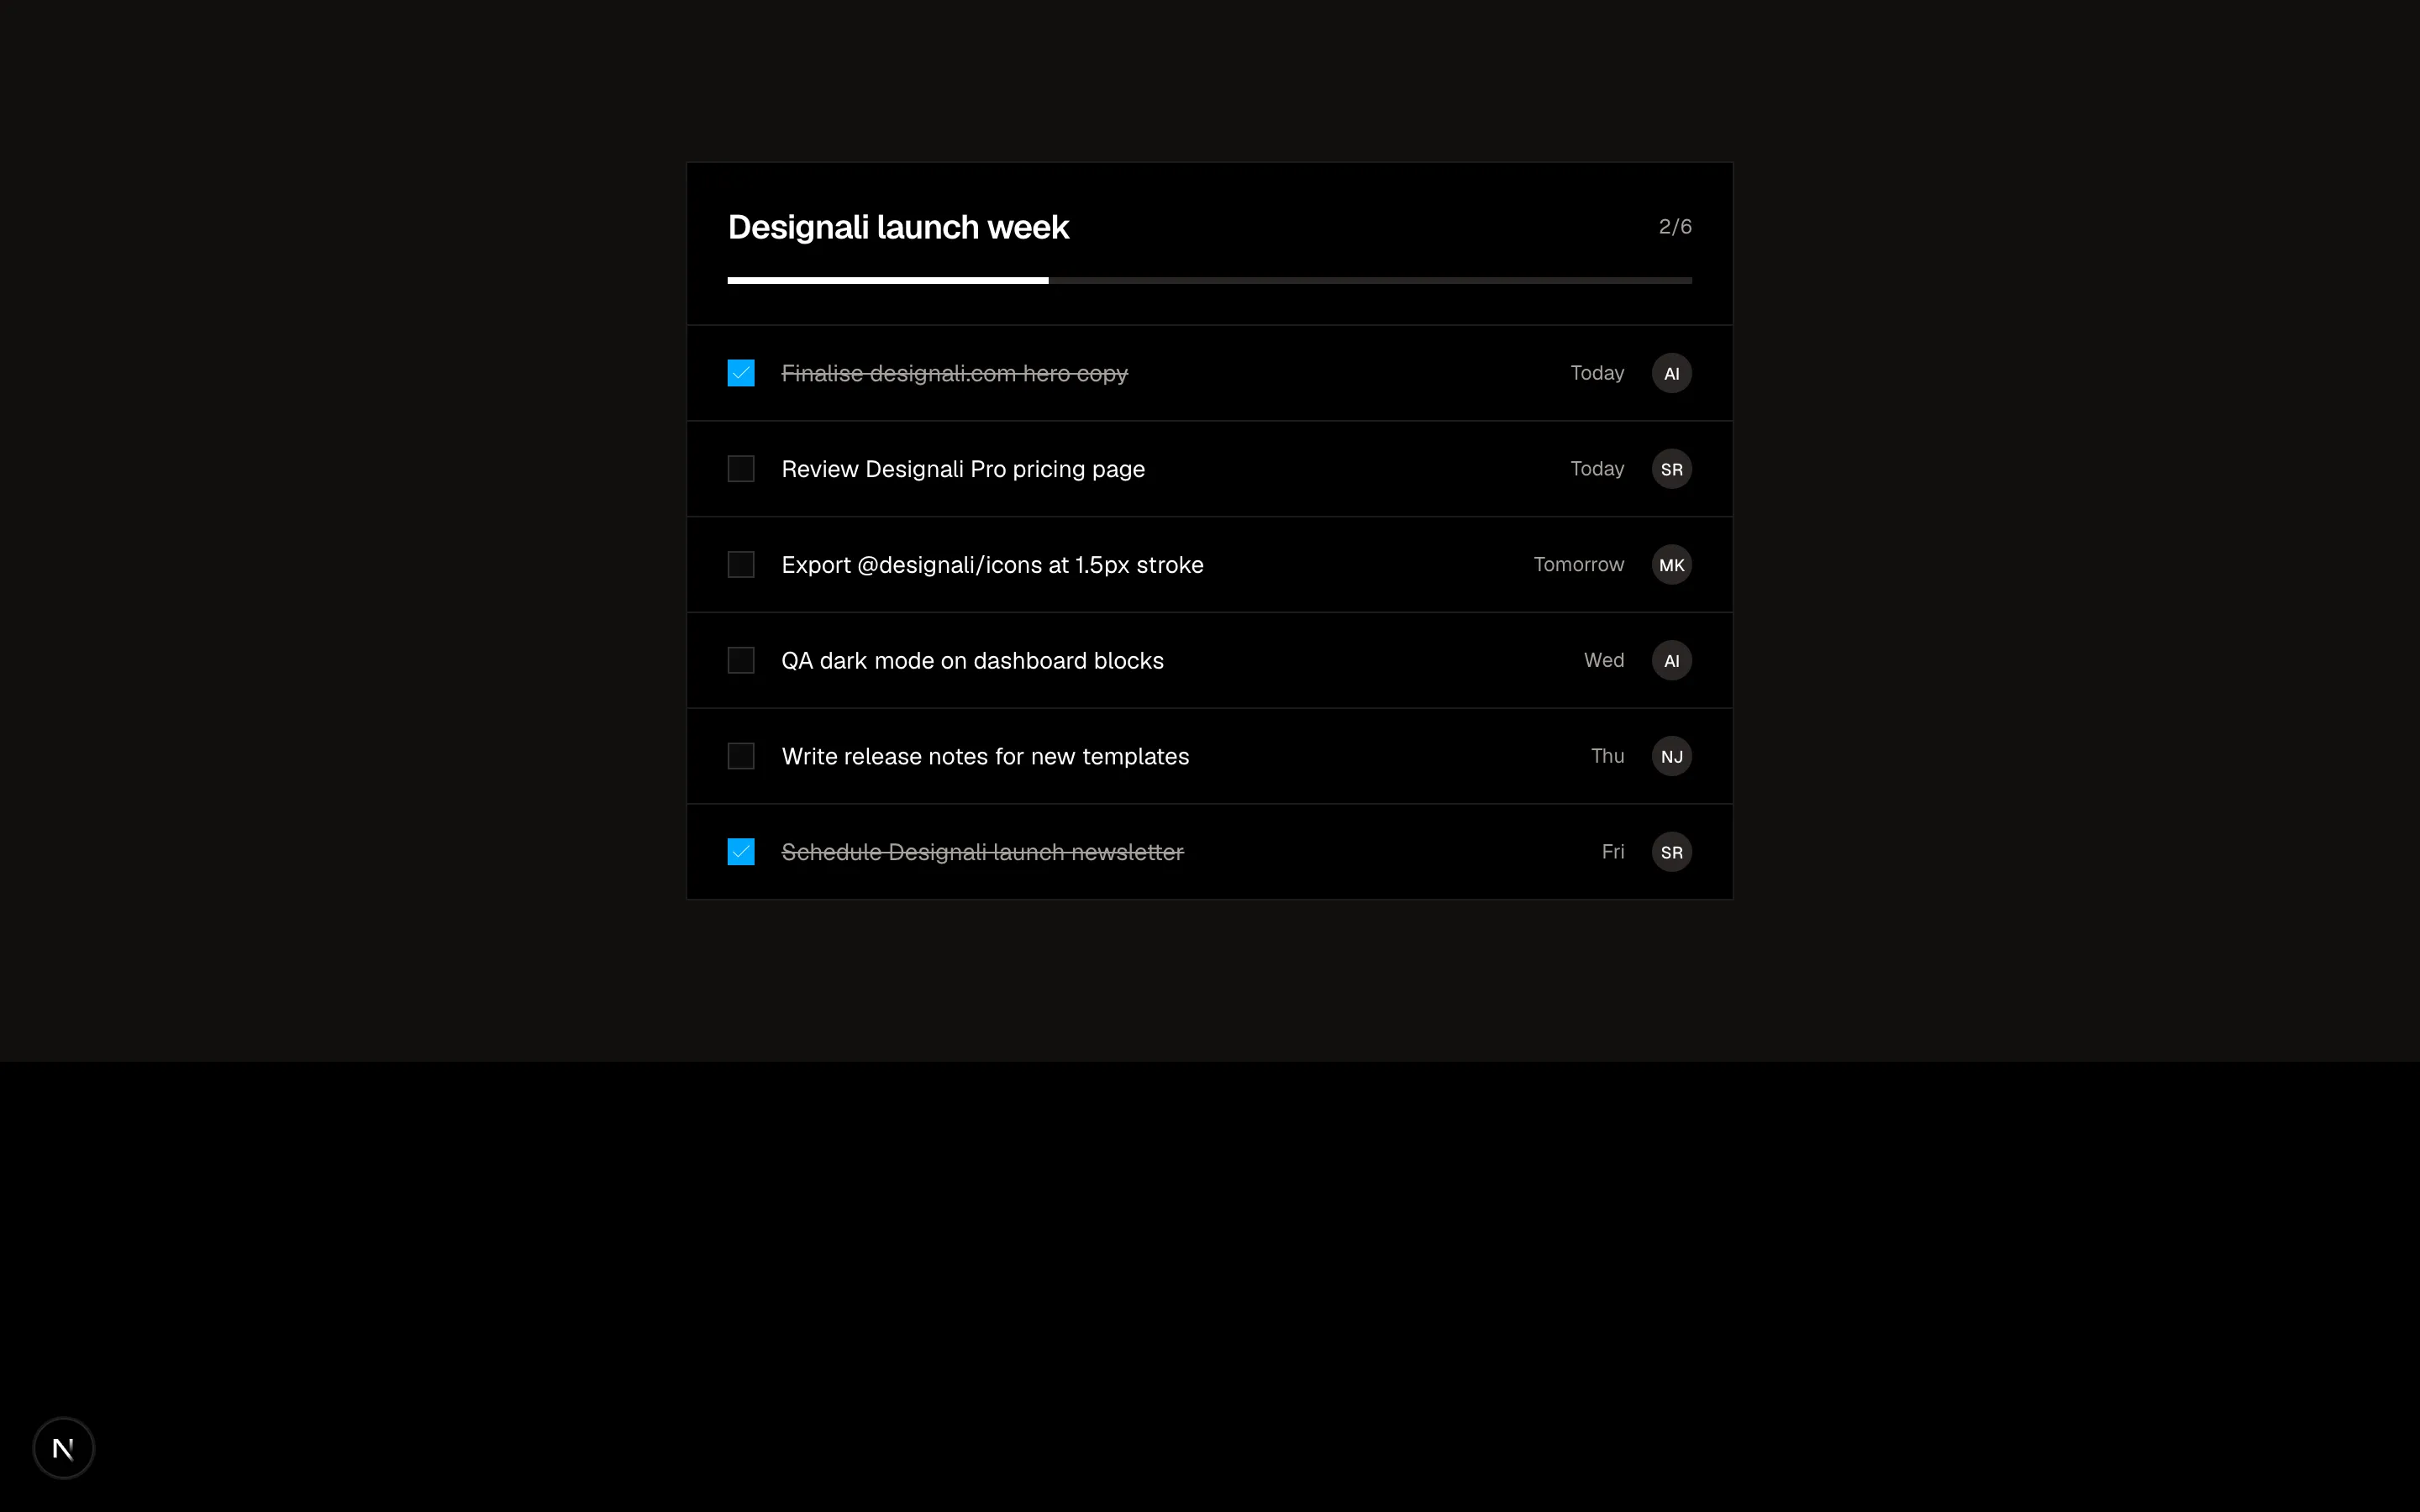 Designali launch week 2/6
Finalise designali.com hero copy Today AI
Review Designali Pro pricing page Today SR
Export @designali/icons at 1.5px stroke Tomorrow MK
QA dark mode on dashboard blocks Wed AI
Write release notes for new templates Thu NJ
Schedule Designali launch newsletter Fri SR
N